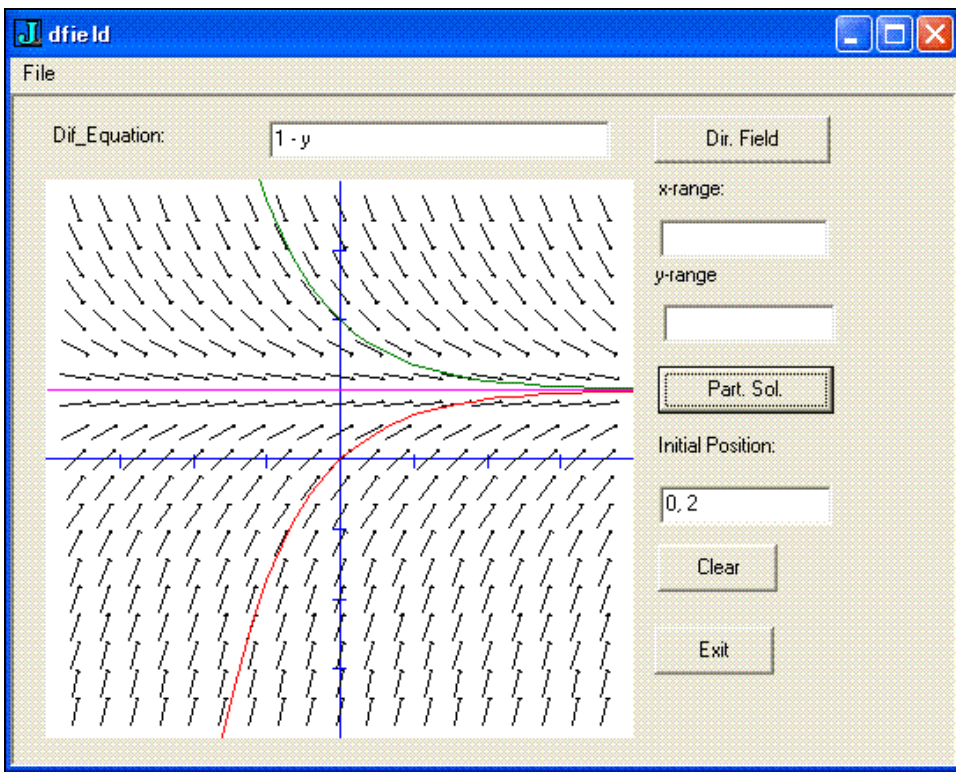 dfield
File
Dif_Equation:
1 - y
Dir. Field
x-range:
y-range
Part. Sol.
Initial Position:
0, 2
Clear
Exit